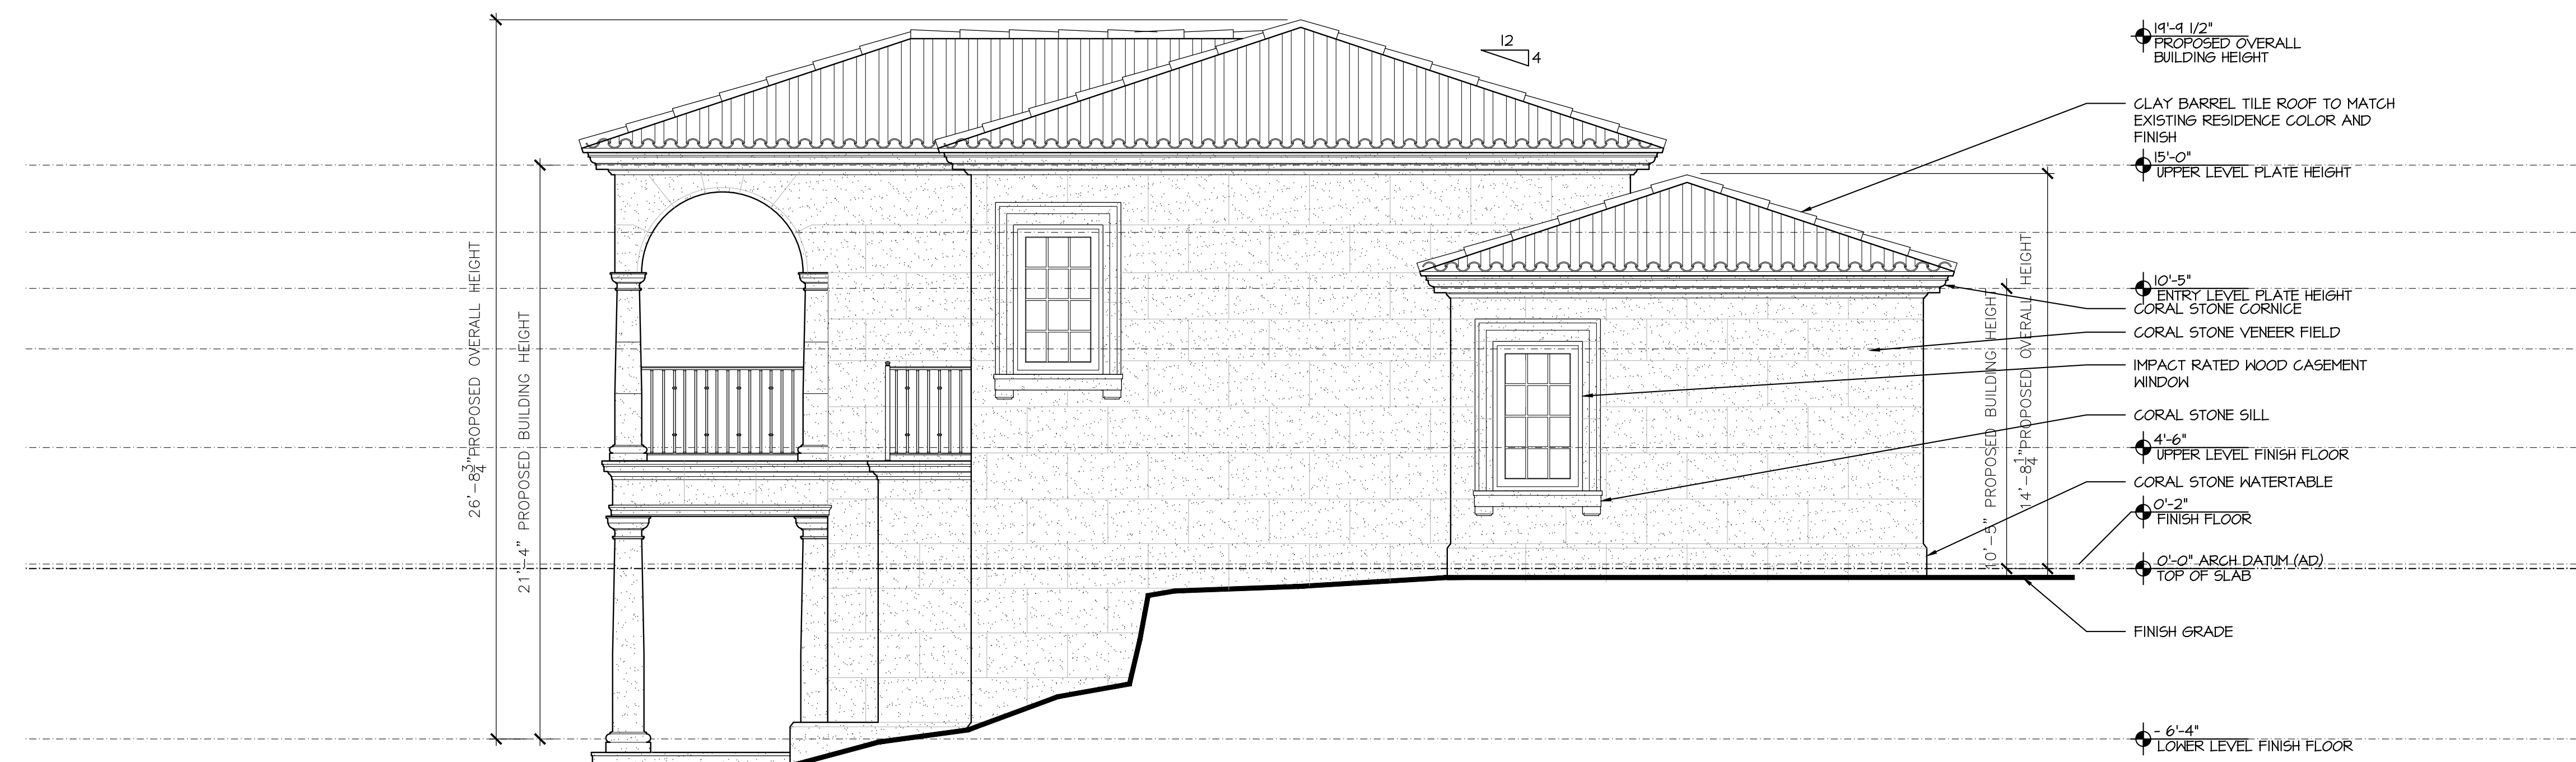 12
4
19'-9 1/2"
PROPOSED OVERALL
BUILDING HEIGHT
CLAY BARREL TILE ROOF TO MATCH
EXISTING RESIDENCE COLOR AND
FINISH
15'-0"
UPPER LEVEL PLATE HEIGHT
10'-5"
ENTRY LEVEL PLATE HEIGHT
CORAL STONE CORNICE
CORAL STONE VENEER FIELD
IMPACT RATED WOOD CASEMENT
WINDOW
CORAL STONE SILL
4'-6"
UPPER LEVEL FINISH FLOOR
CORAL STONE WATERTABLE
0'-2"
FINISH FLOOR
0'-0" ARCH DATUM (AD)
TOP OF SLAB
FINISH GRADE
- 6'-4"
LOWER LEVEL FINISH FLOOR
26'-8 3/4" PROPOSED OVERALL HEIGHT
21'-4" PROPOSED BUILDING HEIGHT
10'-5" PROPOSED BUILDING HEIGHT
14'-8 1/4" PROPOSED OVERALL HEIGHT